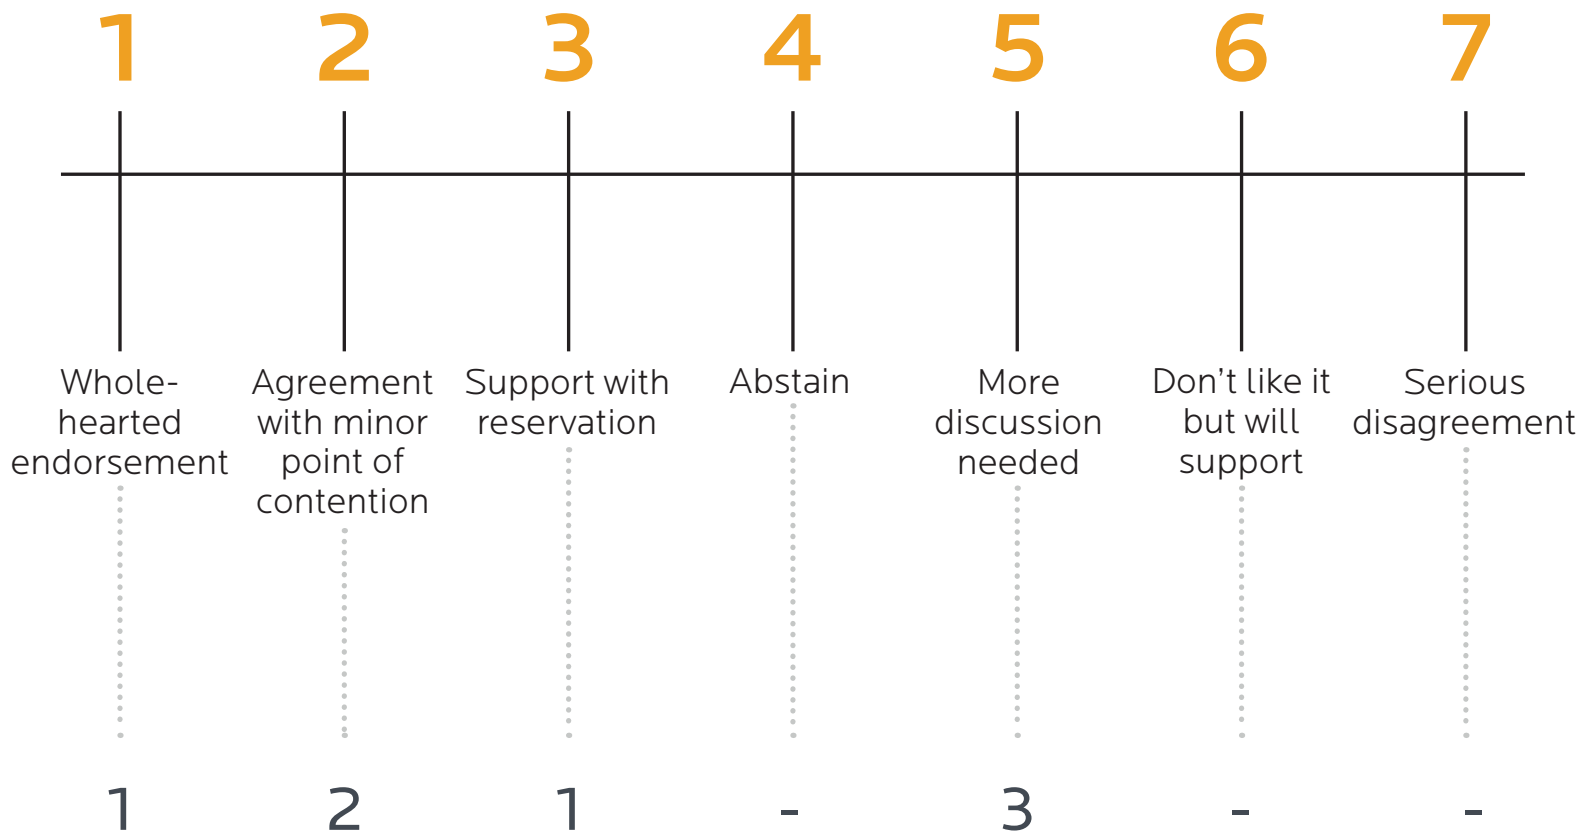 1 2 3 4 5 6 7
Whole-
hearted
endorsement
Agreement
with minor
point of
contention
Support with
reservation
Abstain
More
discussion
needed
Don’t like it
but will
support
Serious
disagreement
1 2 1 - 3 - -